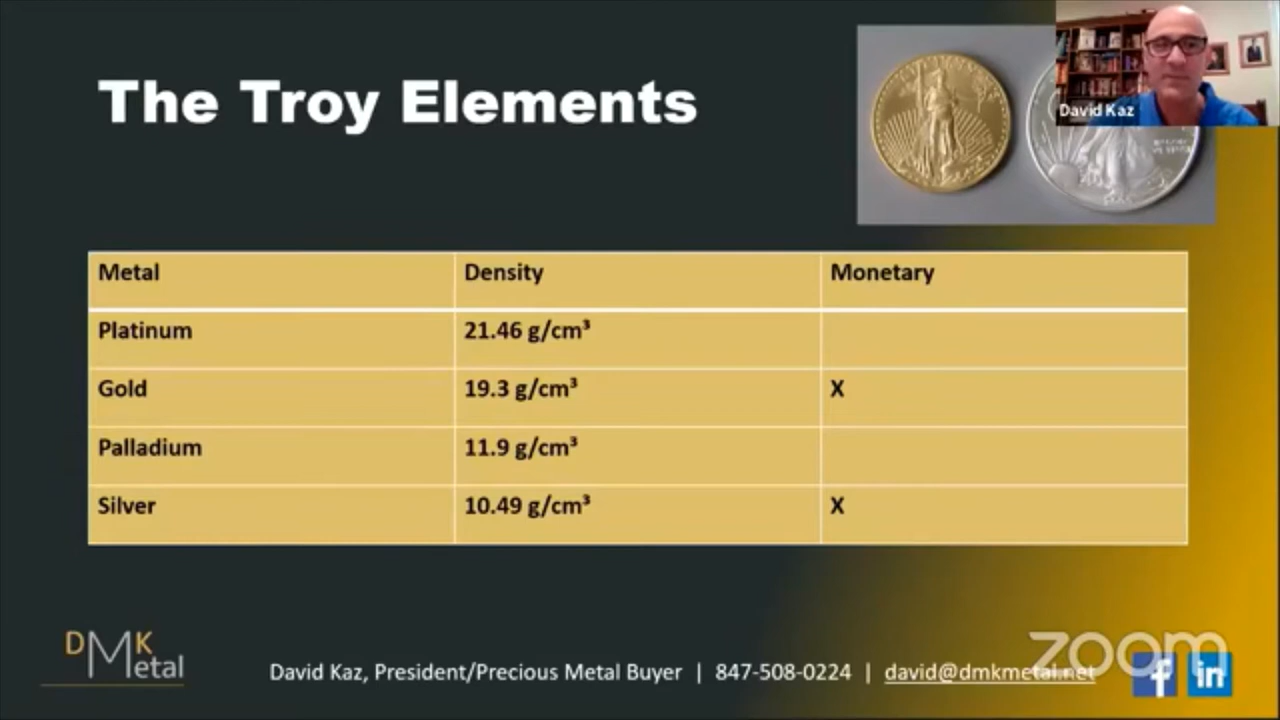 The Troy Elements
David Kaz
Metal Density Monetary
Platinum 21.46 g/cm³
Gold 19.3 g/cm³ X
Palladium 11.9 g/cm³
Silver 10.49 g/cm³ X
DMK
etal
David Kaz, President/Precious Metal Buyer | 847-508-0224 | david@dmkmetal.net
zoom
f in